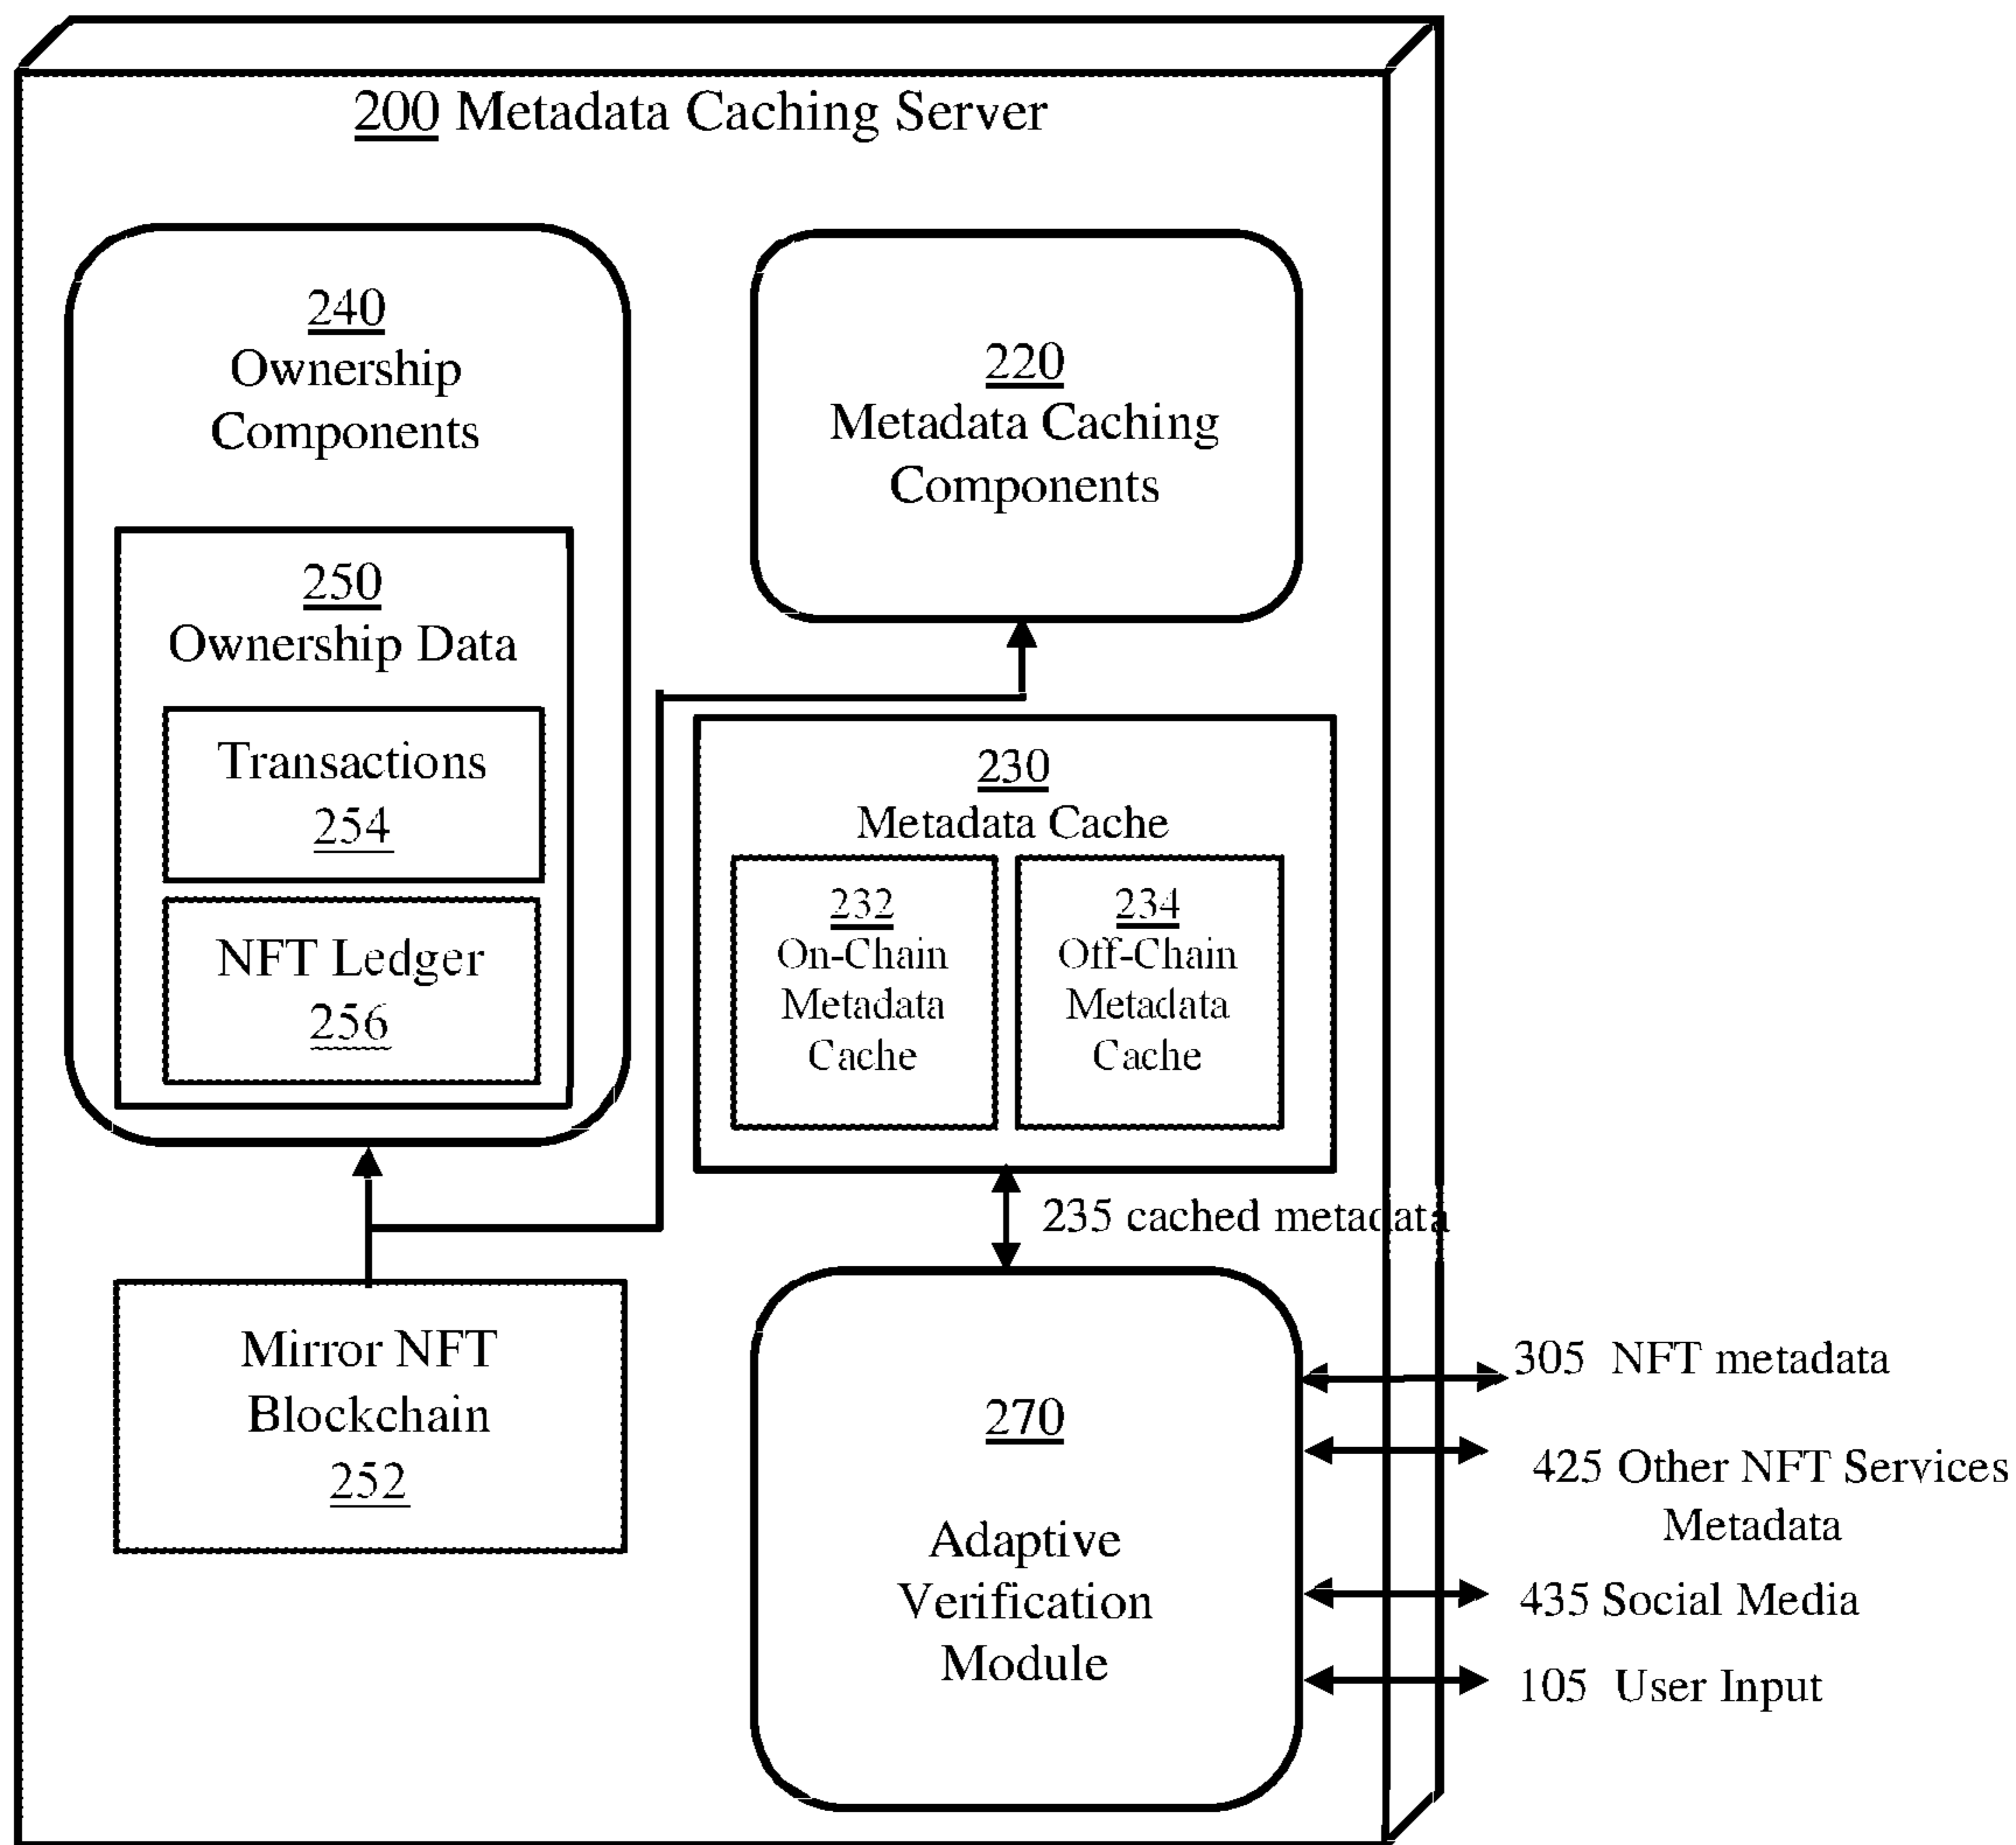 200 Metadata Caching Server
240
Ownership
Components
250
Ownership Data
Transactions
254
NFT Ledger
256
220
Metadata Caching
Components
230
Metadata Cache
232
On-Chain
Metadata
Cache
234
Off-Chain
Metadata
Cache
235 cached metadata
Mirror NFT
Blockchain
252
270
Adaptive
Verification
Module
305 NFT metadata
425 Other NFT Services
Metadata
435 Social Media
105 User Input